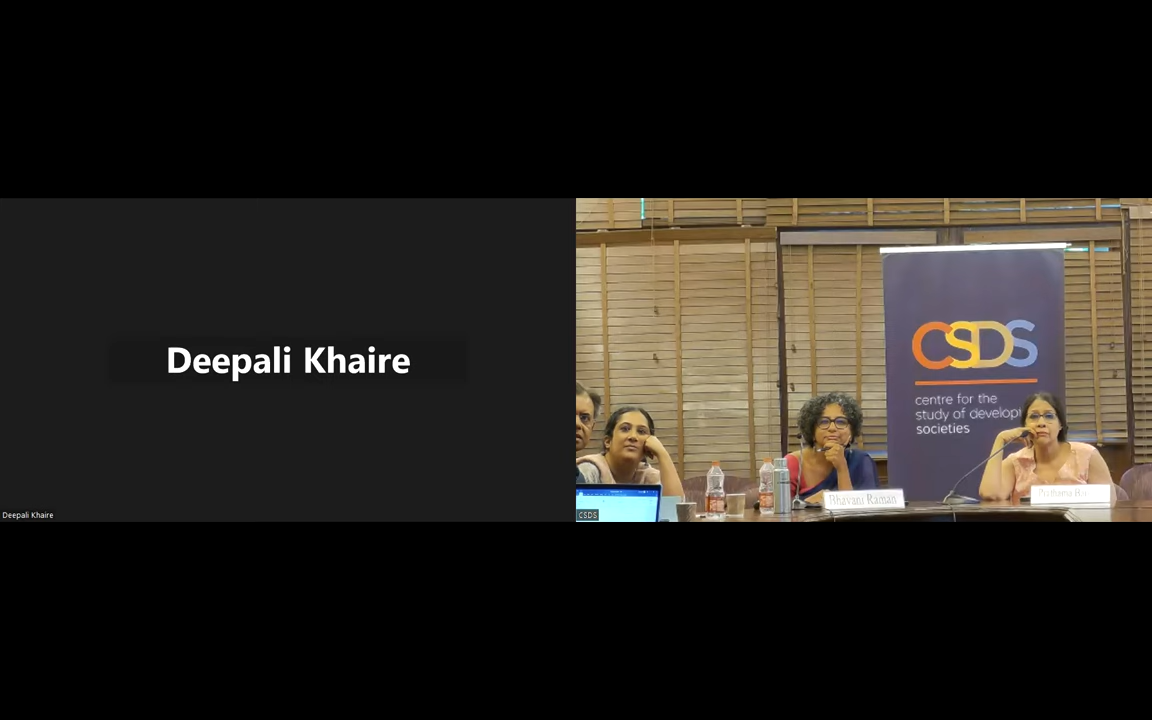 Deepali Khaire
Deepali Khaire
CSDS
centre for the
study of develop
societies
Bhavani Raman
CSDS